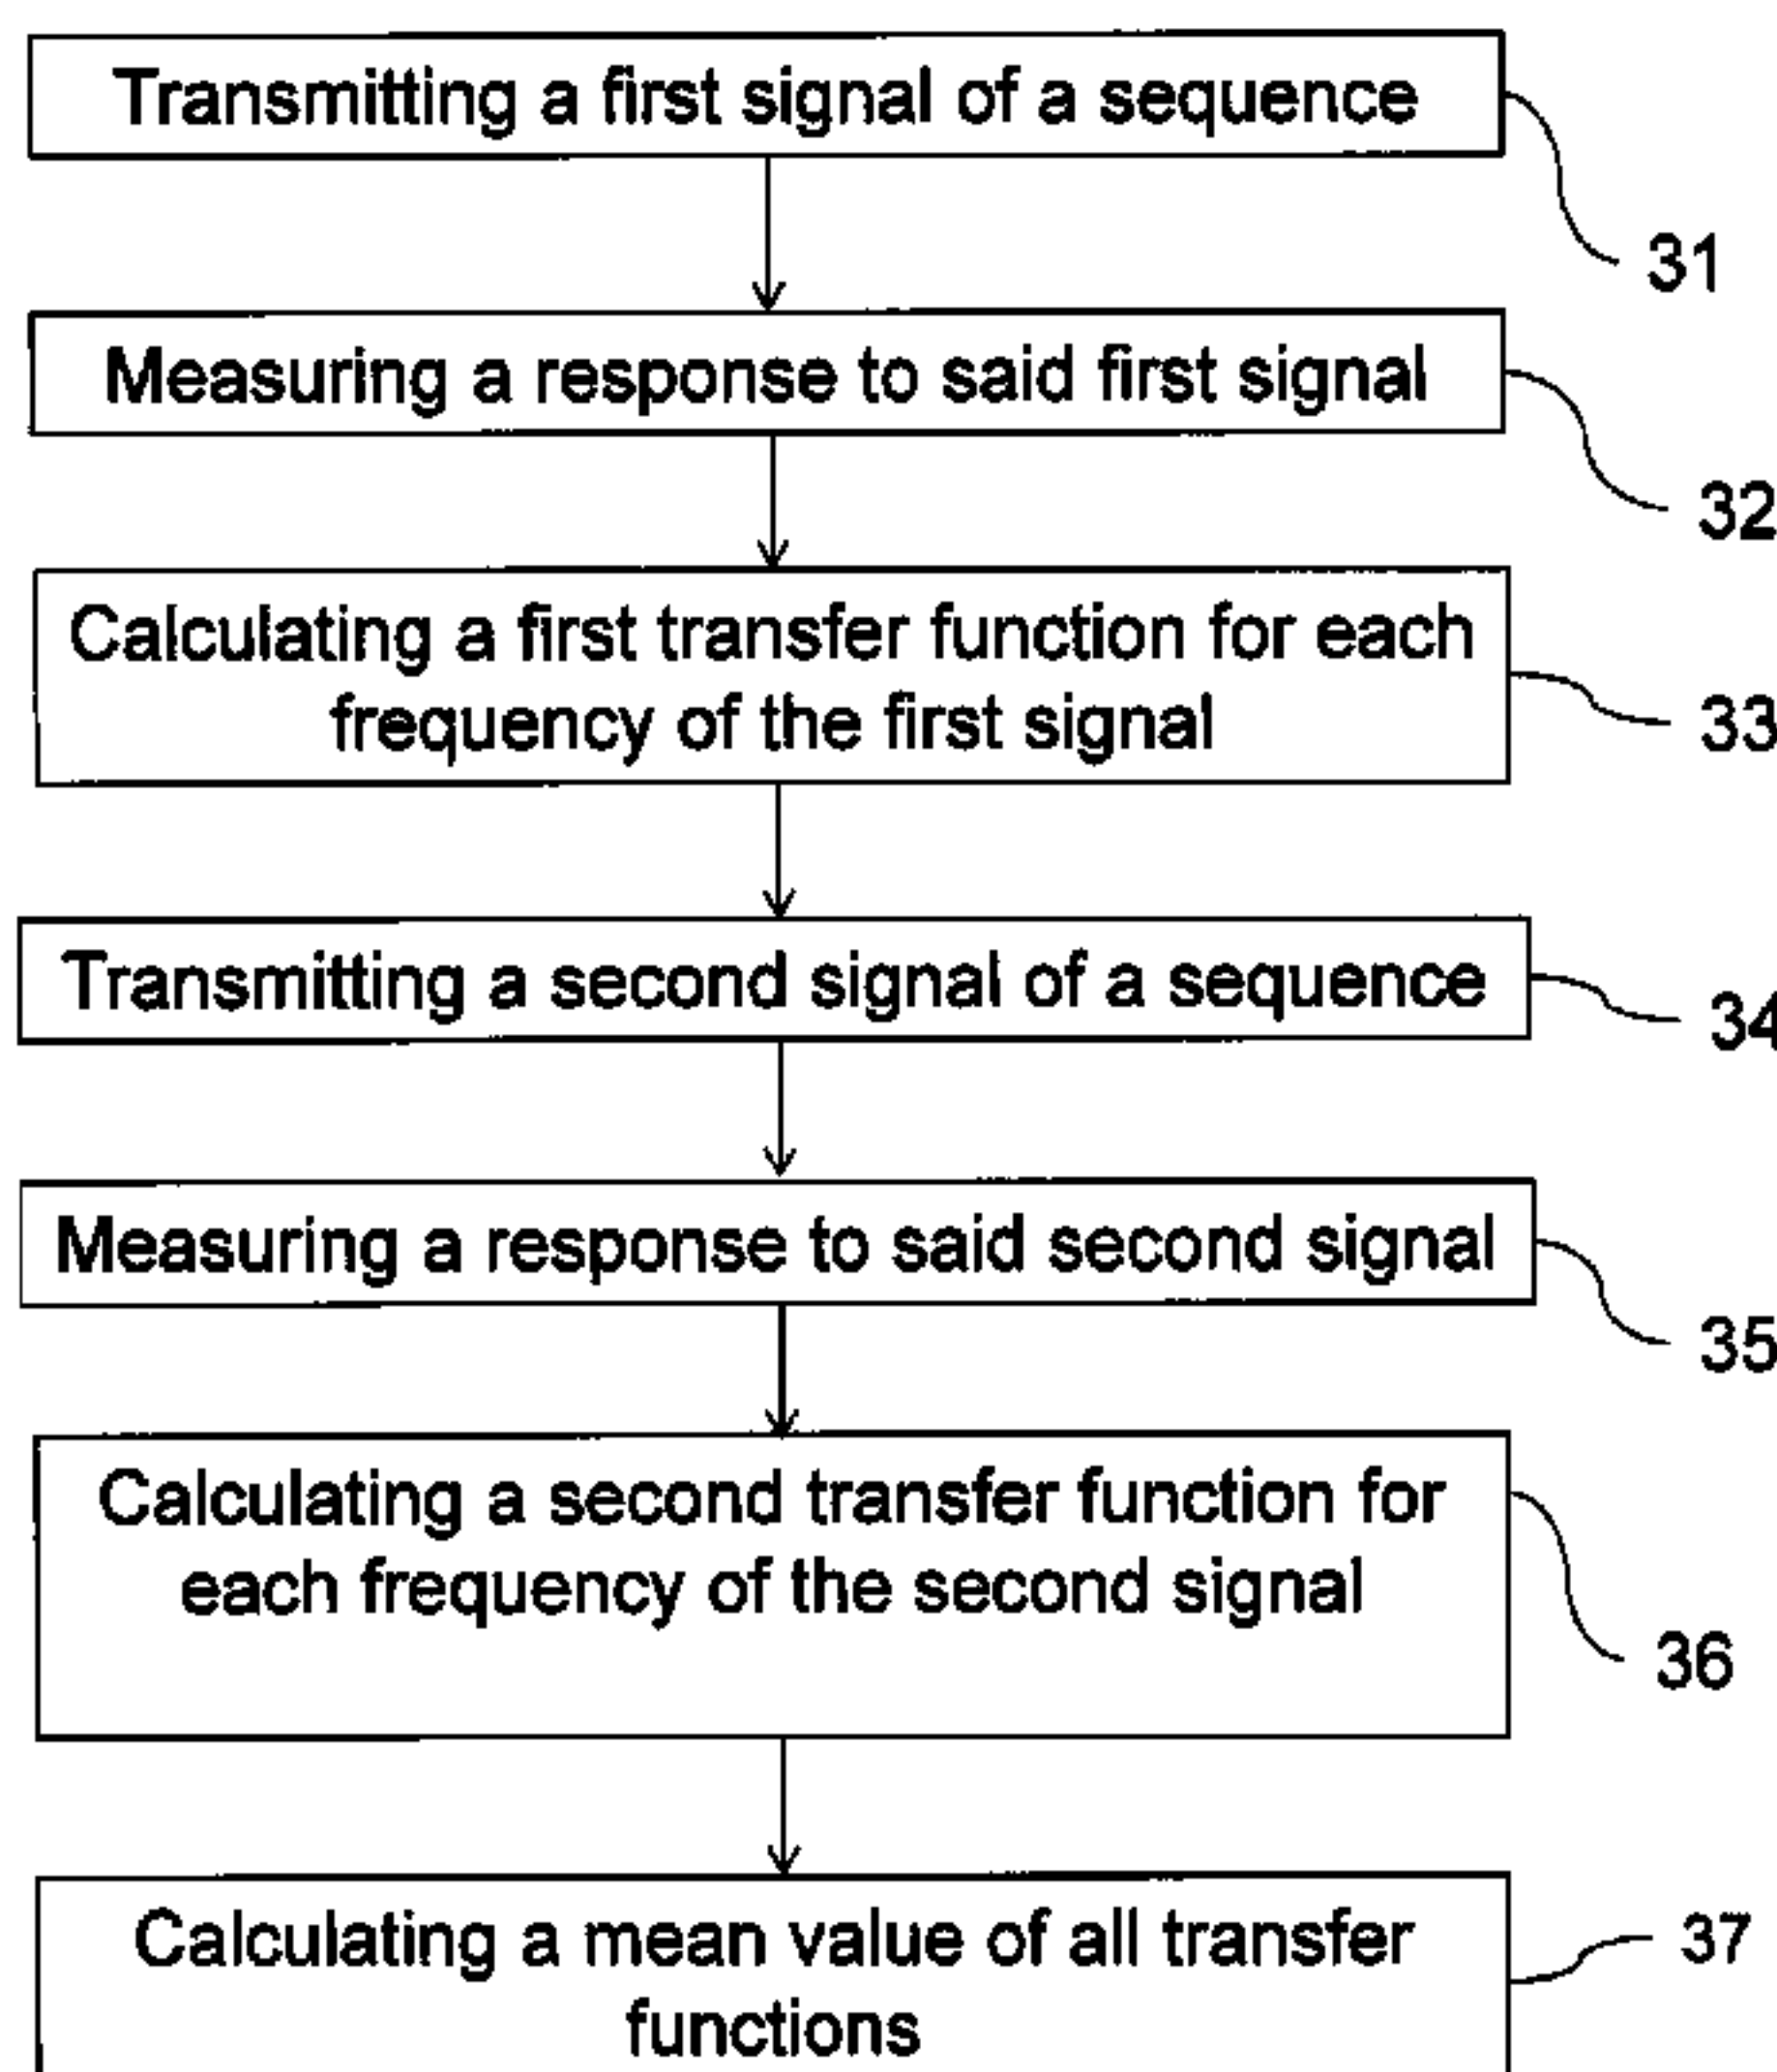 Transmitting a first signal of a sequence
31
Measuring a response to said first signal
32
Calculating a first transfer function for each
frequency of the first signal
33
Transmitting a second signal of a sequence
34
Measuring a response to said second signal
35
Calculating a second transfer function for
each frequency of the second signal
36
Calculating a mean value of all transfer
functions
37